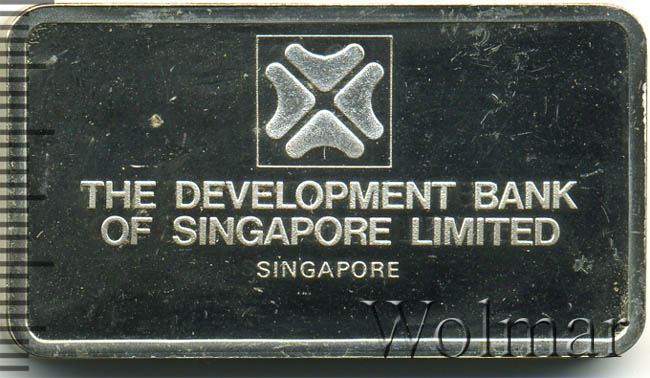 THE DEVELOPMENT BANK
OF SINGAPORE LIMITED
SINGAPORE
Wolmar